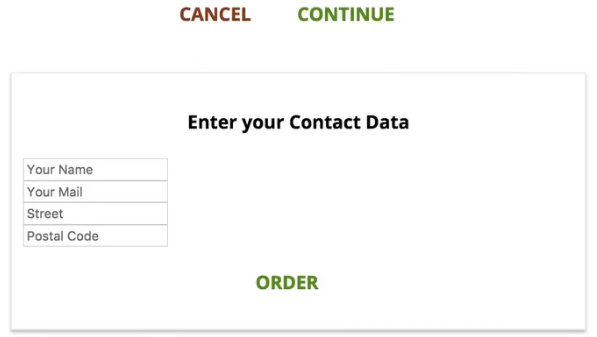 CANCEL CONTINUE
Enter your Contact Data
Your Name
Your Mail
Street
Postal Code
ORDER